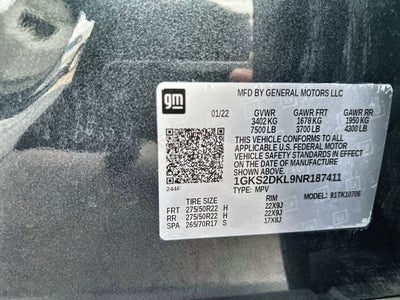 gm
MFD BY GENERAL MOTORS LLC
01/22 GVWR GAWR FRT GAWR RR
3402 KG 1678 KG 1950 KG
7500 LB 3700 LB 4300 LB
THIS VEHICLE CONFORMS TO ALL
APPLICABLE U.S. FEDERAL MOTOR
VEHICLE SAFETY STANDARDS IN EFFECT
ON THE DATE OF MANUFACTURE
SHOWN ABOVE.
1GKS2DKL9NR187411
244F TYPE: MPV MODEL: 91TK10706
TIRE SIZE RIM
FRT 275/50R22 H 22X9J
RR 275/50R22 H 22X9J
SPA 265/70R17 S 17X8J